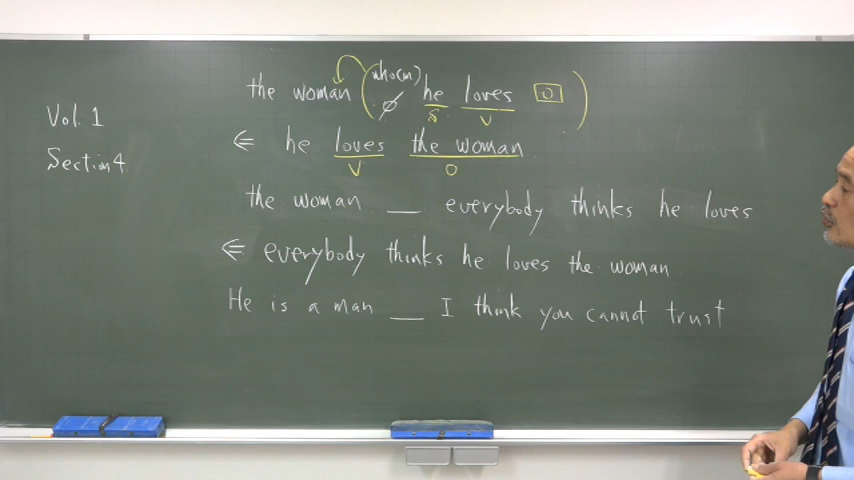 Vol. 1
Section 4
the woman (who(m) ∅ he loves O )
S V
⇐ he loves the woman
V O
the woman __ everybody thinks he loves
⇐ everybody thinks he loves the woman
He is a man __ I think you cannot trust